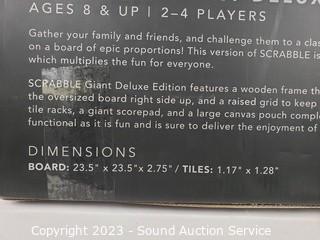 DELUX
AGES 8 & UP | 2–4 PLAYERS
Gather your family and friends, and challenge them to a clas
on a board of epic proportions! This version of SCRABBLE is
which multiplies the fun for everyone.
SCRABBLE Giant Deluxe Edition features a wooden frame tha
the oversized board right side up, and a raised grid to keep
tile racks, a giant scorepad, and a large canvas pouch comple
functional as it is fun and is sure to deliver the enjoyment of
DIMENSIONS
BOARD: 23.5" x 23.5"x 2.75" / TILES: 1.17" x 1.28"
Copyright 2023 - Sound Auction Service